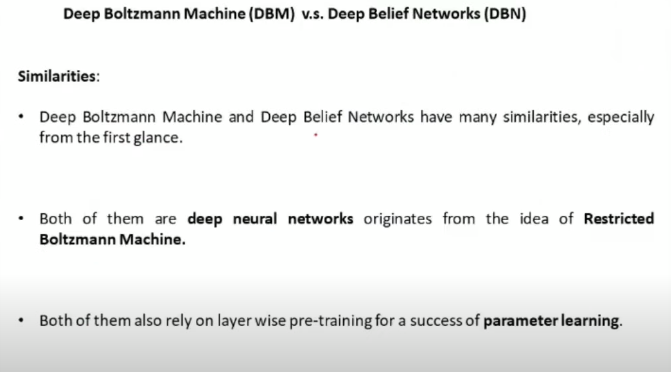 Deep Boltzmann Machine (DBM) v.s. Deep Belief Networks (DBN)
Similarities:
• Deep Boltzmann Machine and Deep Belief Networks have many similarities, especially
from the first glance.
• Both of them are deep neural networks originates from the idea of Restricted
Boltzmann Machine.
• Both of them also rely on layer wise pre-training for a success of parameter learning.